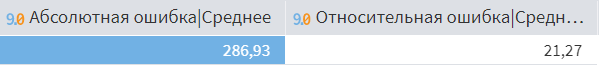 9.0 Абсолютная ошибка|Среднее 9.0 Относительная ошибка|Средн...
286,93 21,27